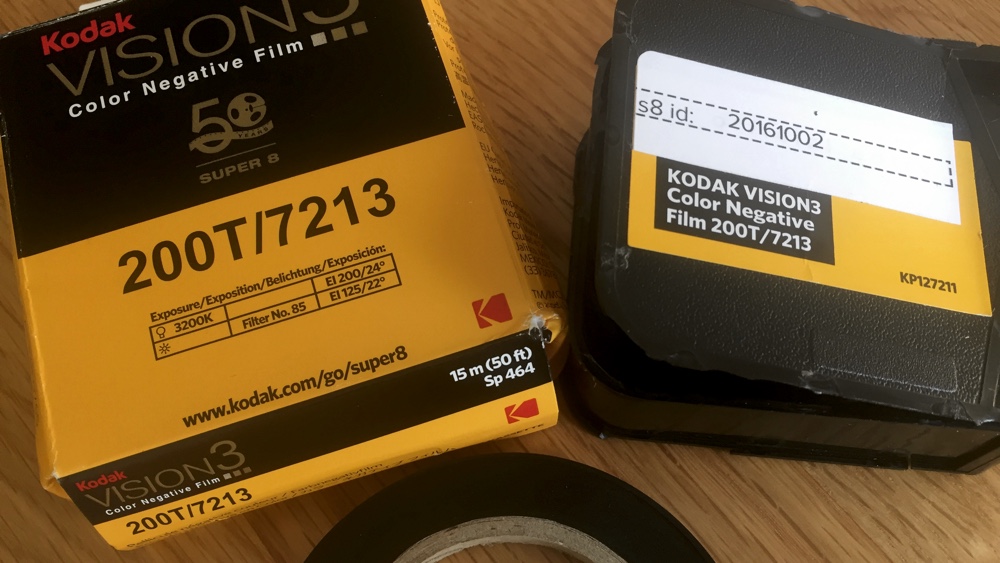 Kodak
VISION3
Color Negative Film
50
YEARS
SUPER 8
200T/7213
Exposure/Exposition/Belichtung/Exposición:
3200K
EI 200/24°
Filter No. 85
EI 125/22°
www.kodak.com/go/super8
15 m (50 ft)
Sp 464
Kodak
VISION3
Color Negative Film
200T/7213
s8 id: 20161002
KODAK VISION3
Color Negative
Film 200T/7213
KP127211